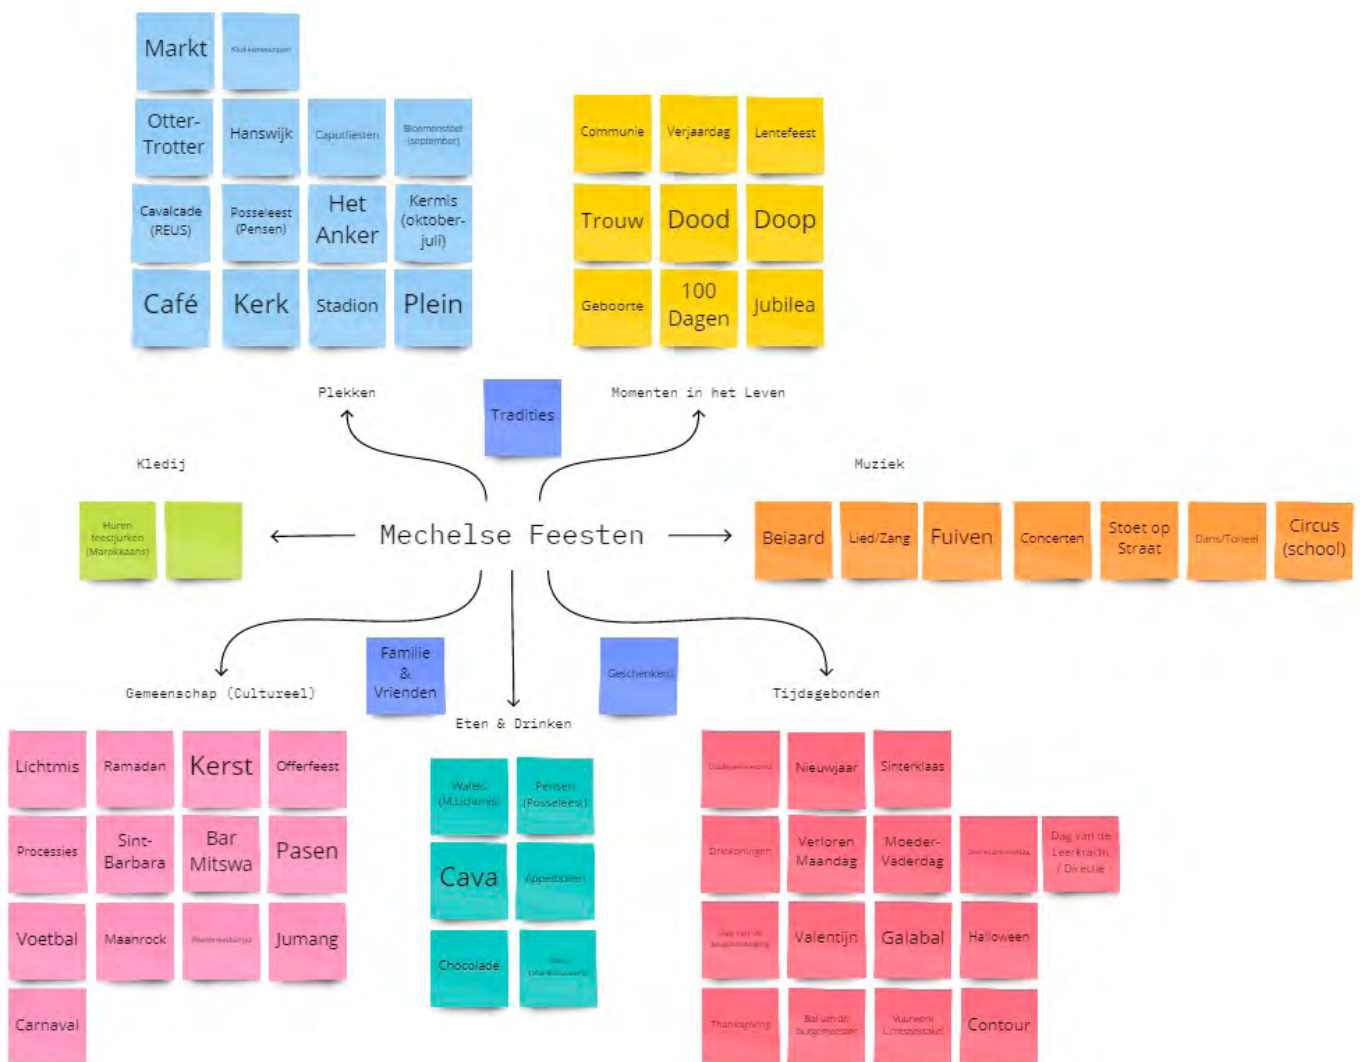 Markt
Otter-
Trotter
Hanswijk
Caputfiesten
Bloemenstoet
(september)
Cavalcade
(REUS)
Posseleest
(Pensen)
Het
Anker
Kermis
(oktober-
juli)
Café
Kerk
Stadion
Plein
Communie
Verjaardag
Lentefeest
Trouw
Dood
Doop
Geboorte
100
Dagen
Jubilea
Plekken
Tradities
Momenten in het Leven
Kledij
Muziek
Huren
feestjurken
(Marokkaans)
Mechelse Feesten
Beiaard
Lied/Zang
Fuiven
Concerten
Stoet op
Straat
Dans/Toneel
Circus
(school)
Familie
&
Vrienden
Geschenken
Gemeenschap (Cultureel)
Eten & Drinken
Tijdsgebonden
Lichtmis
Ramadan
Kerst
Offerfeest
Processies
Sint-
Barbara
Bar
Mitswa
Pasen
Voetbal
Maanrock
Jumang
Carnaval
Wafels
(M.Lichtmis)
Pensen
(Posseleest)
Cava
Appelbollen
Chocolade
Nieuwjaar
Sinterklaas
Driekoningen
Verloren
Maandag
Moeder-
Vaderdag
Dag van de
Leerkracht
/ Directie
Dag van de
Valentijn
Galabal
Halloween
Thanksgiving
Bal van de
burgemeester
Vuurwerk
Lichtspektakel
Contour